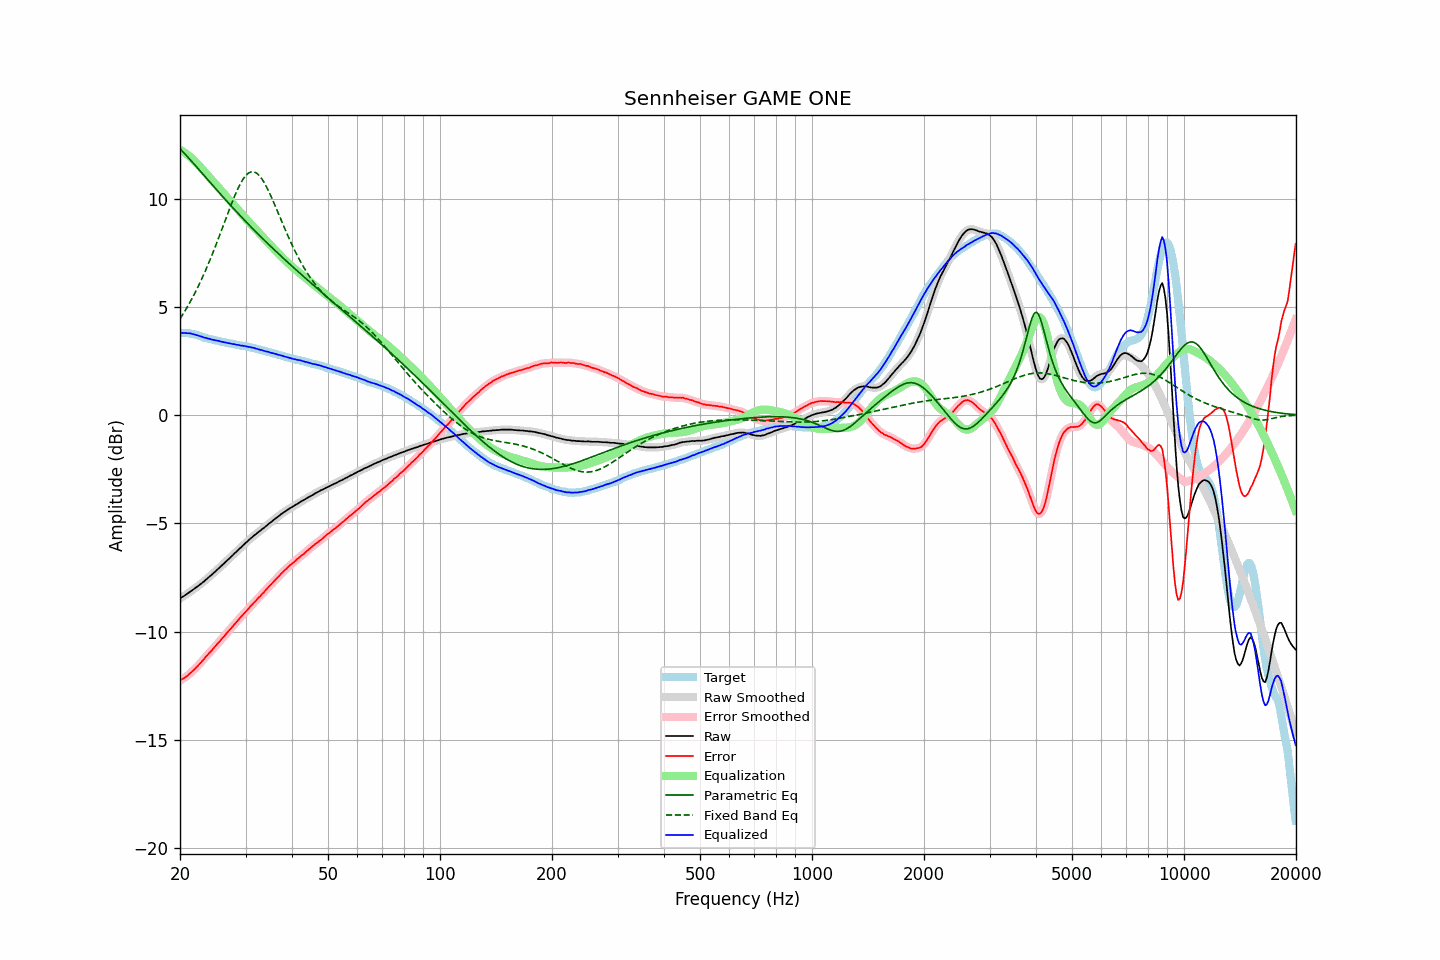 Sennheiser GAME ONE
Amplitude (dBr)
10
5
0
−5
−10
−15
−20
Target
Raw Smoothed
Error Smoothed
Raw
Error
Equalization
Parametric Eq
Fixed Band Eq
Equalized
20 50 100 200 500 1000 2000 5000 10000 20000
Frequency (Hz)